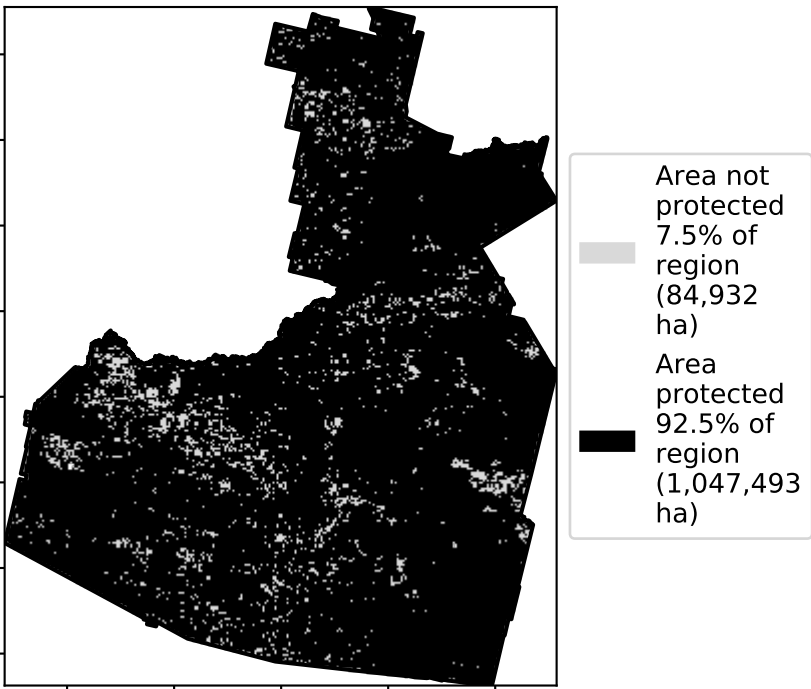 Area not
protected
7.5% of
region
(84,932
ha)
Area
protected
92.5% of
region
(1,047,493
ha)